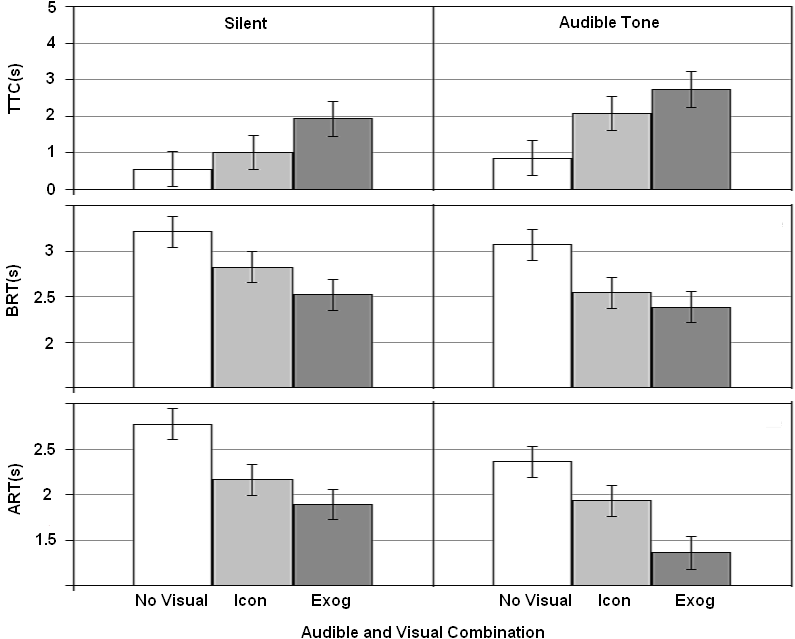 Silent
Audible Tone
TTC(s)
5
4
3
2
1
0
BRT(s)
3
2.5
2
ART(s)
2.5
2
1.5
No Visual Icon Exog No Visual Icon Exog
Audible and Visual Combination